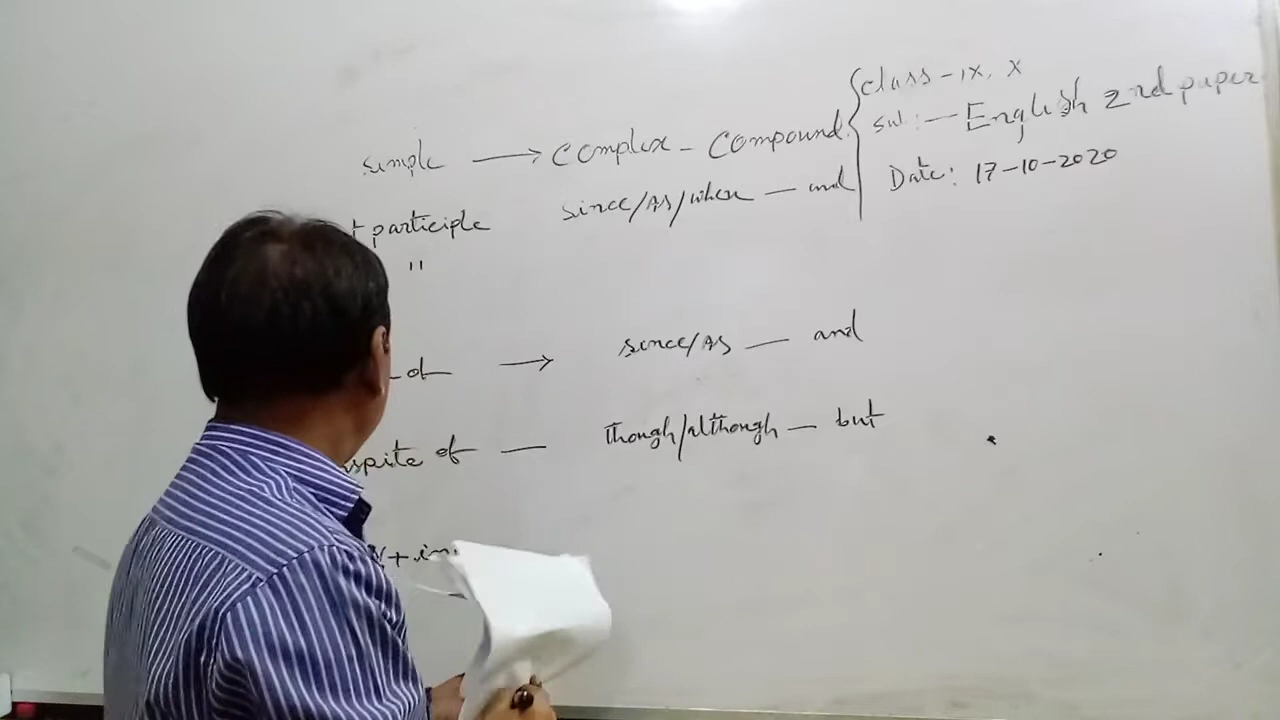 class - IX, X
sub: - English 2nd paper
Date: 17-10-2020
simple → complex - compound
participle since/As/when - and
"
of → since/As - and
spite of - though/although - but